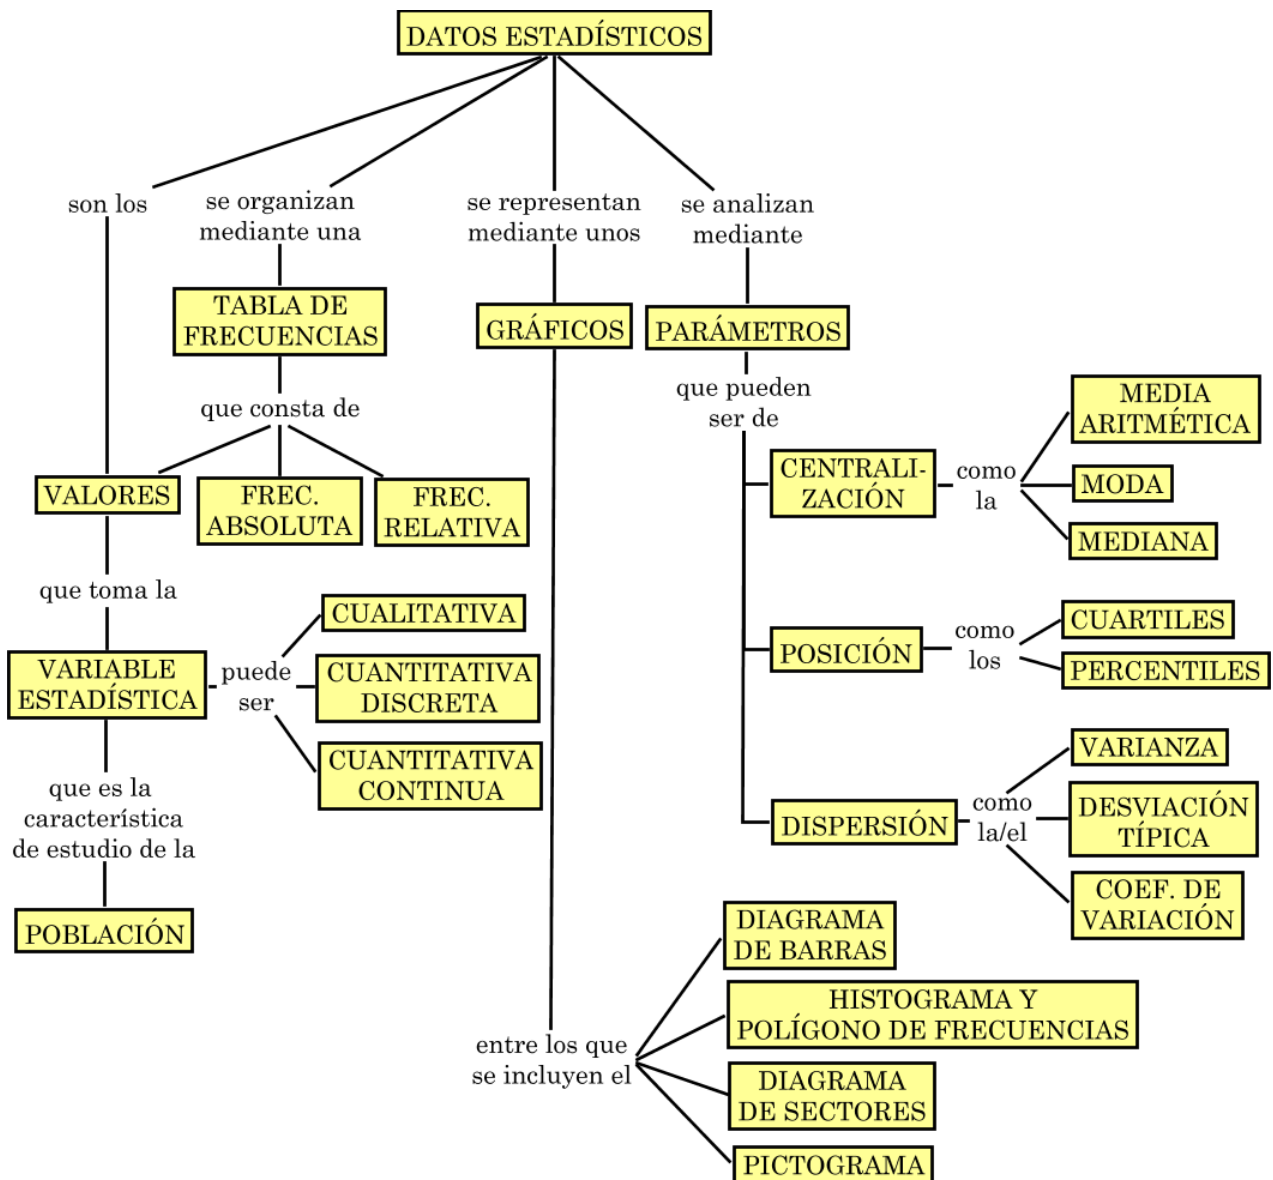 DATOS ESTADÍSTICOS
son los
se organizan
mediante una
se representan
mediante unos
se analizan
mediante
TABLA DE
FRECUENCIAS
GRÁFICOS
PARÁMETROS
que consta de
que pueden
ser de
VALORES
FREC.
ABSOLUTA
FREC.
RELATIVA
CENTRALI-
ZACIÓN
como
la
MEDIA
ARITMÉTICA
MODA
MEDIANA
que toma la
VARIABLE
ESTADÍSTICA
puede
ser
CUALITATIVA
CUANTITATIVA
DISCRETA
CUANTITATIVA
CONTINUA
POSICIÓN
como
los
CUARTILES
PERCENTILES
que es la
característica
de estudio de la
POBLACIÓN
DISPERSIÓN
como
la/el
VARIANZA
DESVIACIÓN
TÍPICA
COEF. DE
VARIACIÓN
entre los que
se incluyen el
DIAGRAMA
DE BARRAS
HISTOGRAMA Y
POLÍGONO DE FRECUENCIAS
DIAGRAMA
DE SECTORES
PICTOGRAMA